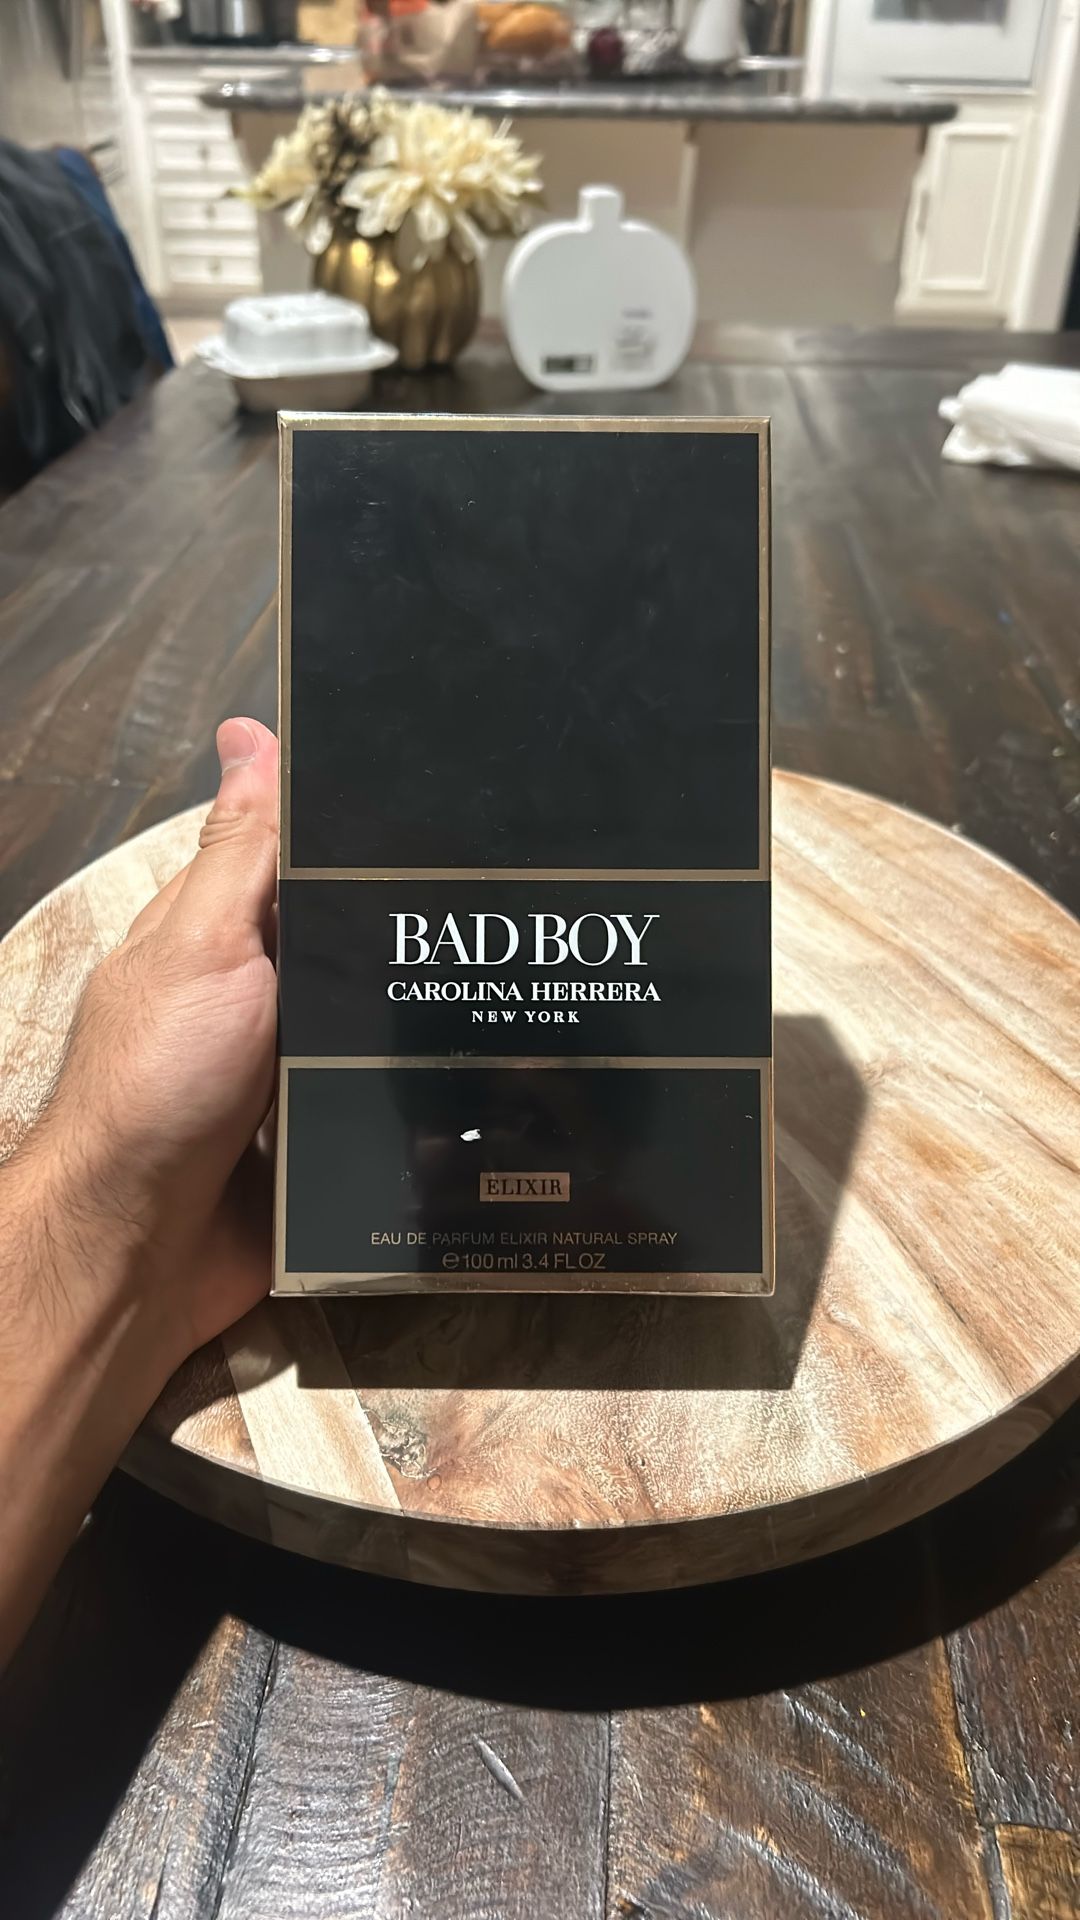 BAD BOY
CAROLINA HERRERA
NEW YORK
ELIXIR
EAU DE PARFUM ELIXIR NATURAL SPRAY
℮100 ml 3.4 FL OZ